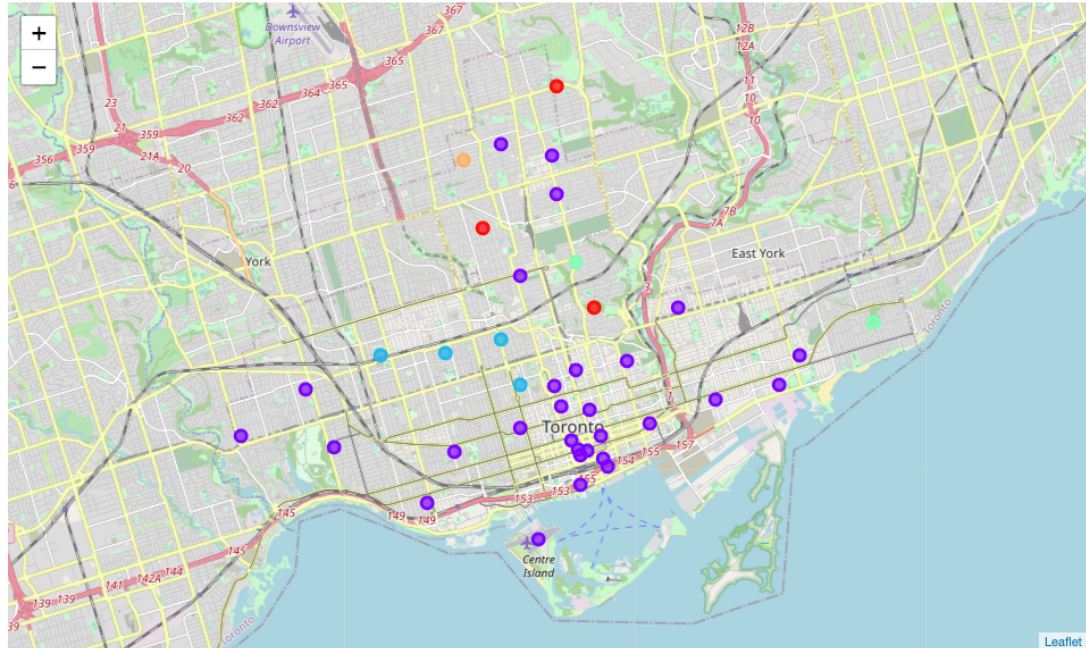 +
−
Downsview
Airport
367
367
365
365
364
362
362
23
21
359
359
356
21A
20
6
12B
12A
11
10
10
7B
7A
York
East York
3
1
Toronto
Toronto
157
155
154
155
153
153
149
149
145
145
144
142A
141
139
139
39
Centre
Island
Toronto
Leaflet